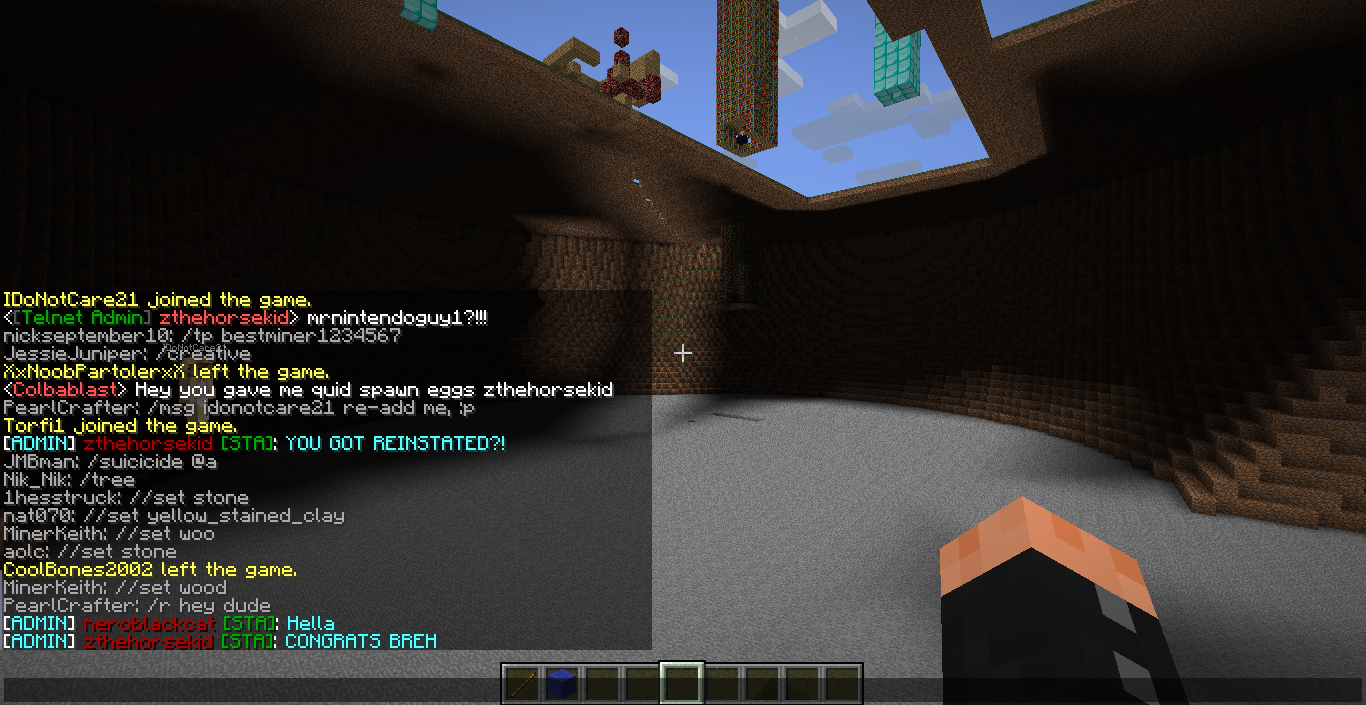 IDoNotCare21 joined the game.
<[Telnet Admin] zthehorsekid> mrnintendoguy1?!!!
nickseptember10: /tp bestminer1234567
IDoNotCare21
JessieJuniper: /creative
XxNoobPartolerxX left the game.
<Colbablast> Hey you gave me quid spawn eggs zthehorsekid
PearlCrafter: /msg idonotcare21 re-add me, :p
Torfi1 joined the game.
[ADMIN] zthehorsekid [STA]: YOU GOT REINSTATED?!
JMBman: /suicicide @a
Nik_Nik: /tree
1hesstruck: //set stone
nat070: //set yellow_stained_clay
MinerKeith: //set woo
aolc: //set stone
CoolBones2002 left the game.
MinerKeith: //set wood
PearlCrafter: /r hey dude
[ADMIN] neroblackcat [STA]: Hella
[ADMIN] zthehorsekid [STA]: CONGRATS BREH